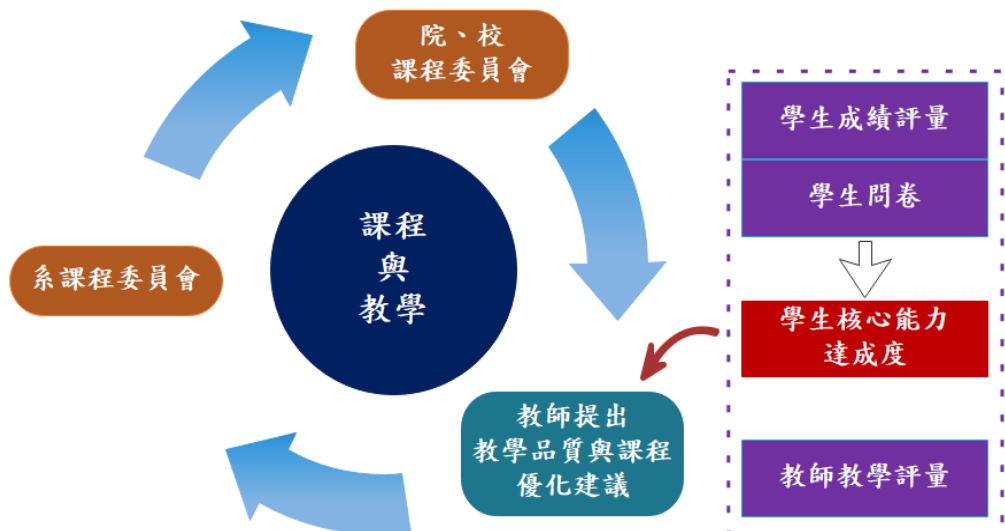 院、校
課程委員會
學生成績評量
學生問卷
課程
與
教學
系課程委員會
學生核心能力
達成度
教師提出
教學品質與課程
優化建議
教師教學評量